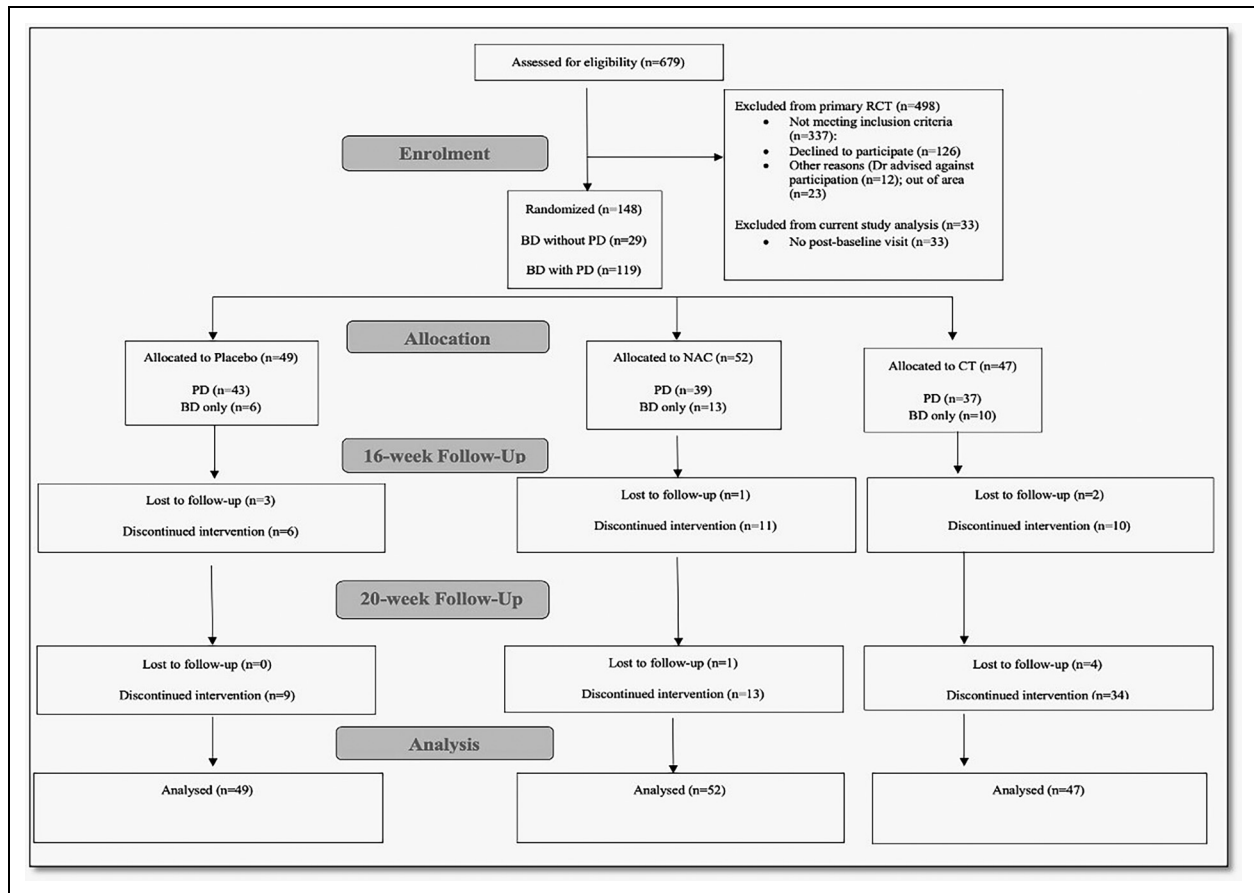 Assessed for eligibility (n=679)
Excluded from primary RCT (n=498)
• Not meeting inclusion criteria
(n=337):
• Declined to participate (n=126)
• Other reasons (Dr advised against
participation (n=12); out of area
(n=23)
Excluded from current study analysis (n=33)
• No post-baseline visit (n=33)
Enrolment
Randomized (n=148)
BD without PD (n=29)
BD with PD (n=119)
Allocation
Allocated to Placebo (n=49)
PD (n=43)
BD only (n=6)
Allocated to NAC (n=52)
PD (n=39)
BD only (n=13)
Allocated to CT (n=47)
PD (n=37)
BD only (n=10)
16-week Follow-Up
Lost to follow-up (n=3)
Discontinued intervention (n=6)
Lost to follow-up (n=1)
Discontinued intervention (n=11)
Lost to follow-up (n=2)
Discontinued intervention (n=10)
20-week Follow-Up
Lost to follow-up (n=0)
Discontinued intervention (n=9)
Lost to follow-up (n=1)
Discontinued intervention (n=13)
Lost to follow-up (n=4)
Discontinued intervention (n=34)
Analysis
Analysed (n=49)
Analysed (n=52)
Analysed (n=47)